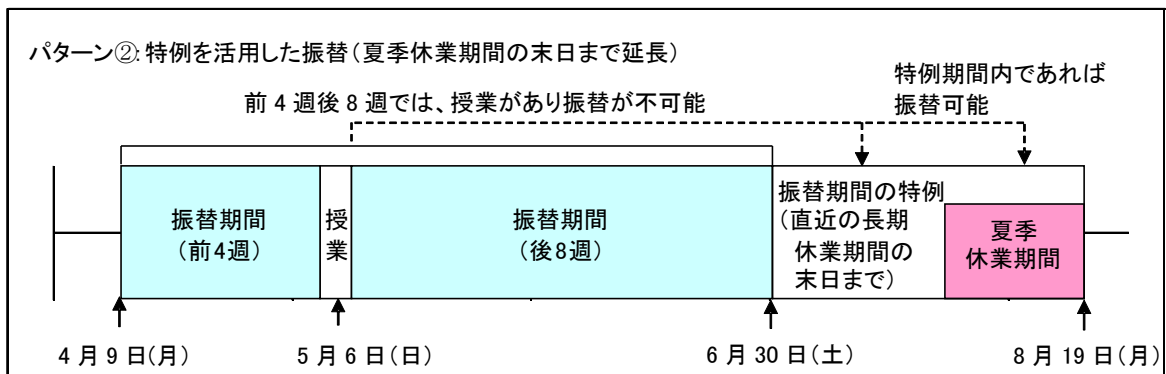 パターン②:特例を活用した振替(夏季休業期間の末日まで延長)
特例期間内であれば
振替可能
前4週後8週では、授業があり振替が不可能
振替期間
(前4週)
授
業
振替期間
(後8週)
振替期間の特例
(直近の長期
休業期間の
末日まで)
夏季
休業期間
4月9日(月)
5月6日(日)
6月30日(土)
8月19日(月)